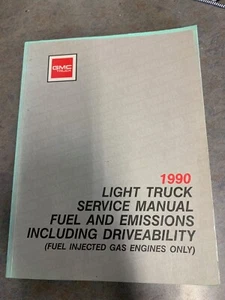 GMC
TRUCK
1990
LIGHT TRUCK
SERVICE MANUAL
FUEL AND EMISSIONS
INCLUDING DRIVEABILITY
(FUEL INJECTED GAS ENGINES ONLY)